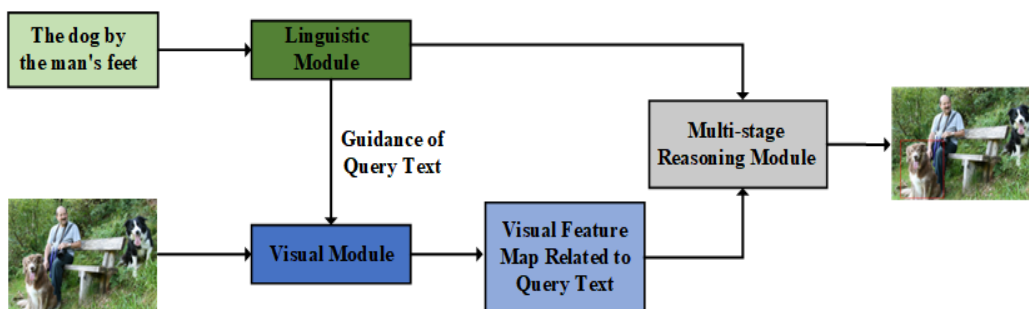 The dog by
the man's feet
Linguistic
Module
Guidance of
Query Text
Multi-stage
Reasoning Module
Visual Module
Visual Feature
Map Related to
Query Text